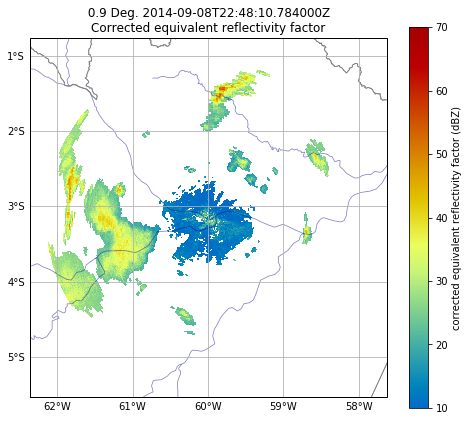 0.9 Deg. 2014-09-08T22:48:10.784000Z
Corrected equivalent reflectivity factor
1°S
2°S
3°S
4°S
5°S
62°W 61°W 60°W 59°W 58°W
70
60
50
40
30
20
10
corrected equivalent reflectivity factor (dBZ)